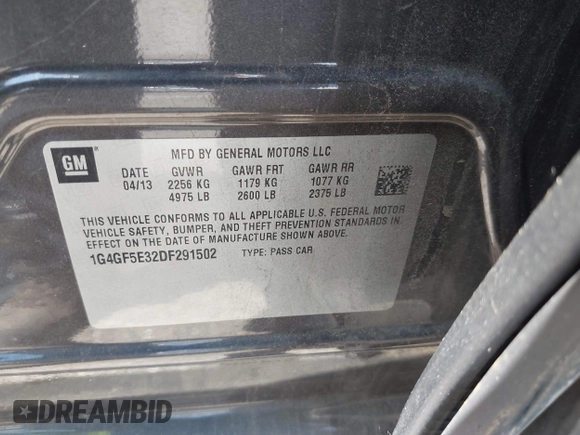 GM
MFD BY GENERAL MOTORS LLC
DATE GVWR GAWR FRT GAWR RR
04/13 2256 KG 1179 KG 1077 KG
4975 LB 2600 LB 2375 LB
THIS VEHICLE CONFORMS TO ALL APPLICABLE U.S. FEDERAL MOTOR
VEHICLE SAFETY, BUMPER, AND THEFT PREVENTION STANDARDS IN
EFFECT ON THE DATE OF MANUFACTURE SHOWN ABOVE.
1G4GF5E32DF291502 TYPE: PASS CAR
DREAMBID